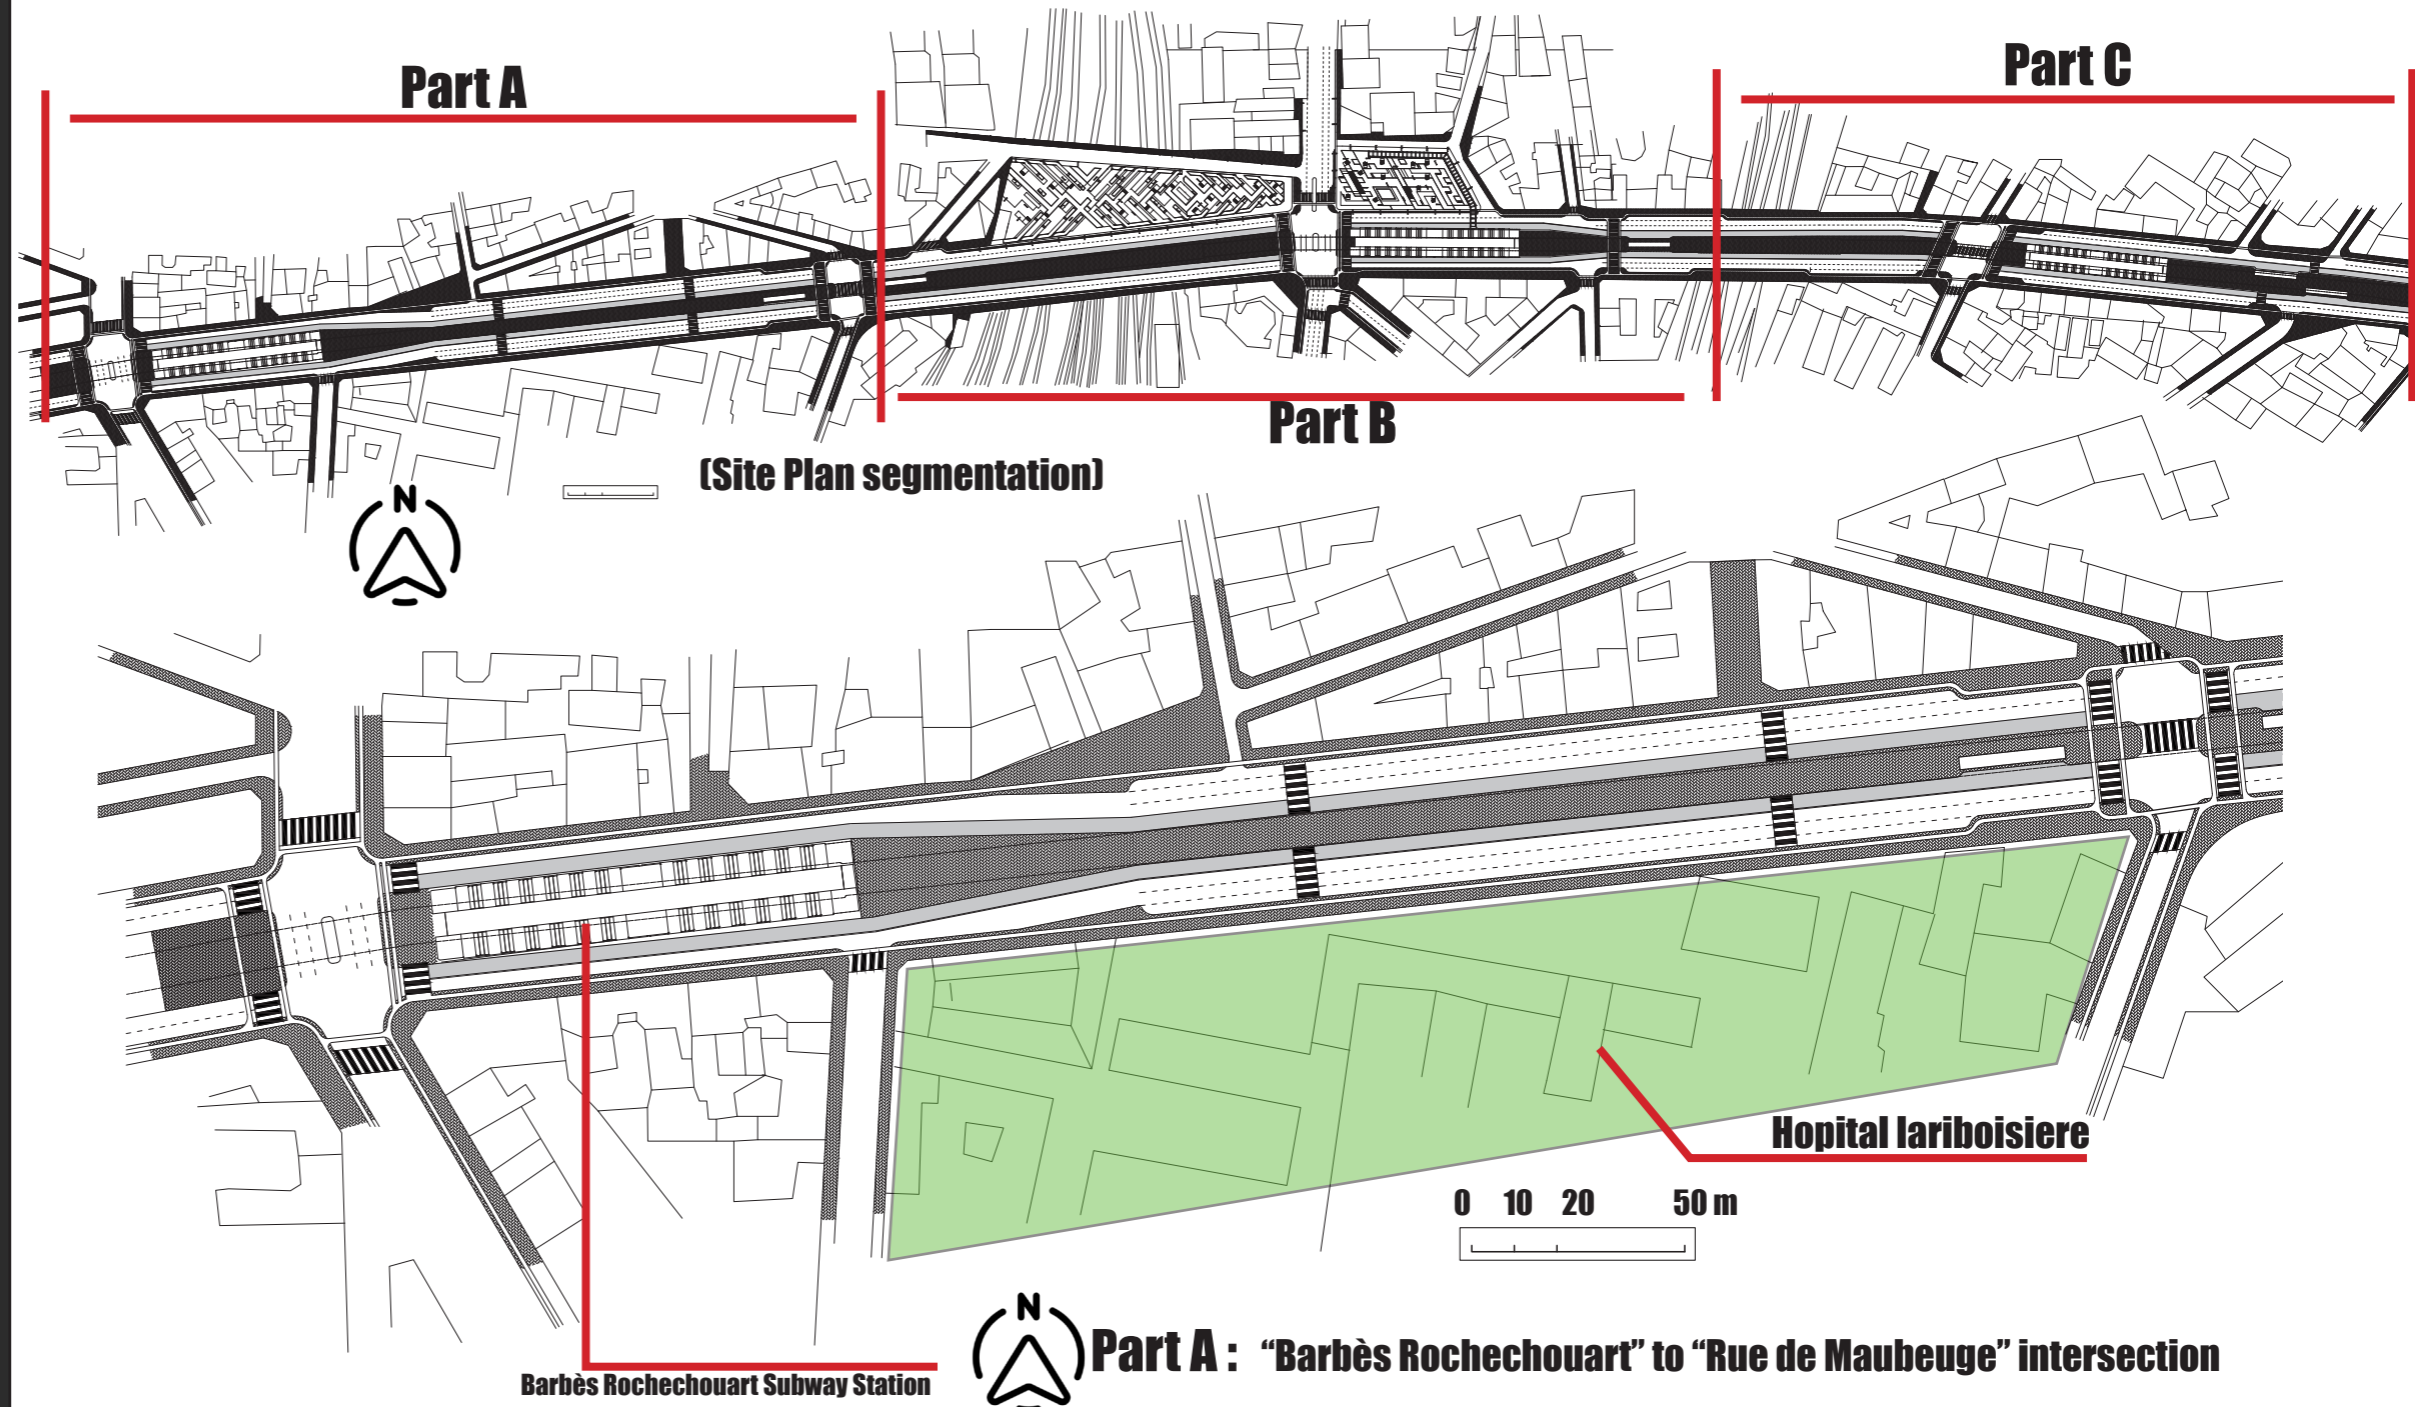 Part A
Part C
Part B
(Site Plan segmentation)
N
Hopital lariboisiere
0 10 20 50 m
N
Part A : “Barbès Rochechouart” to “Rue de Maubeuge” intersection
Barbès Rochechouart Subway Station